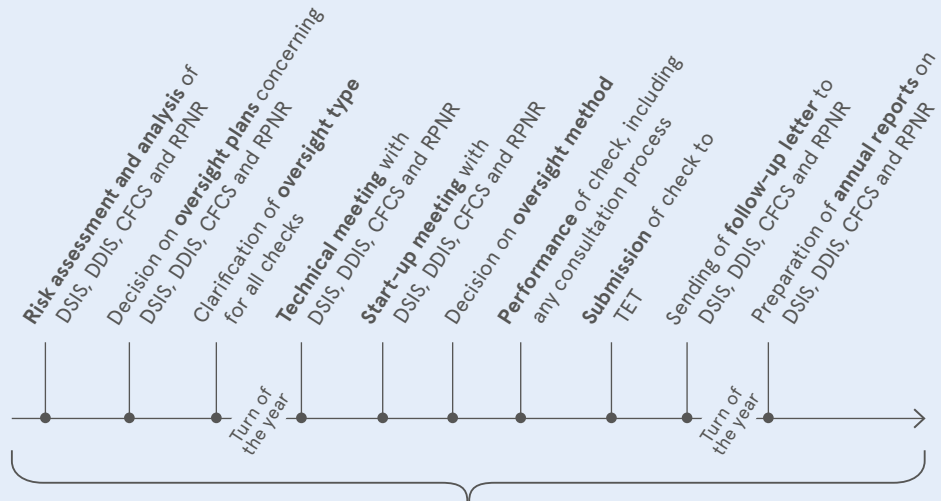 Risk assessment and analysis of
DSIS, DDIS, CFCS and RPNR
Decision on oversight plans concerning
DSIS, DDIS, CFCS and RPNR
Clarification of oversight type
for all checks
Turn of
the year
Technical meeting with
DSIS, DDIS, CFCS and RPNR
Start-up meeting with
DSIS, DDIS, CFCS and RPNR
Decision on oversight method
Performance of check, including
any consultation process
Submission of check to
TET
Sending of follow-up letter to
DSIS, DDIS, CFCS and RPNR
Turn of
the year
Preparation of annual reports on
DSIS, DDIS, CFCS and RPNR